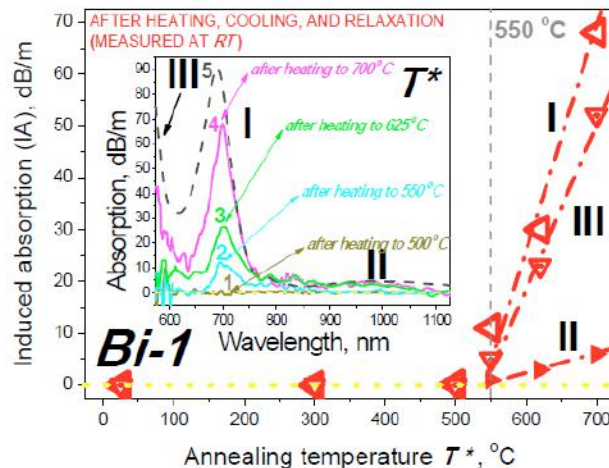 AFTER HEATING, COOLING, AND RELAXATION
(MEASURED AT RT)
550 °C
Induced absorption (IA), dB/m
70
60
50
40
30
20
10
0
Absorption, dB/m
90
80
70
60
50
40
30
20
10
0
III
5
I
T*
4
after heating to 700°C
3
after heating to 625°C
2
after heating to 550°C
1
after heating to 500°C
II
600 700 800 900 1000 1100
Wavelength, nm
I
III
II
Bi-1
0 100 200 300 400 500 600 700
Annealing temperature T*, °C